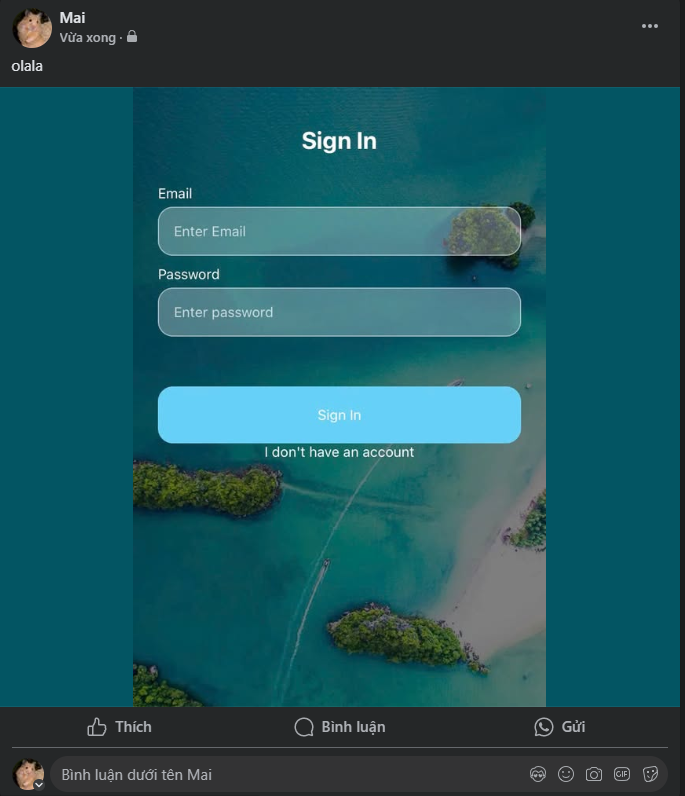 Mai
Vừa xong ·
olala
Sign In
Email
Enter Email
Password
Enter password
Sign In
I don't have an account
Thích
Bình luận
Gửi
Bình luận dưới tên Mai
GIF